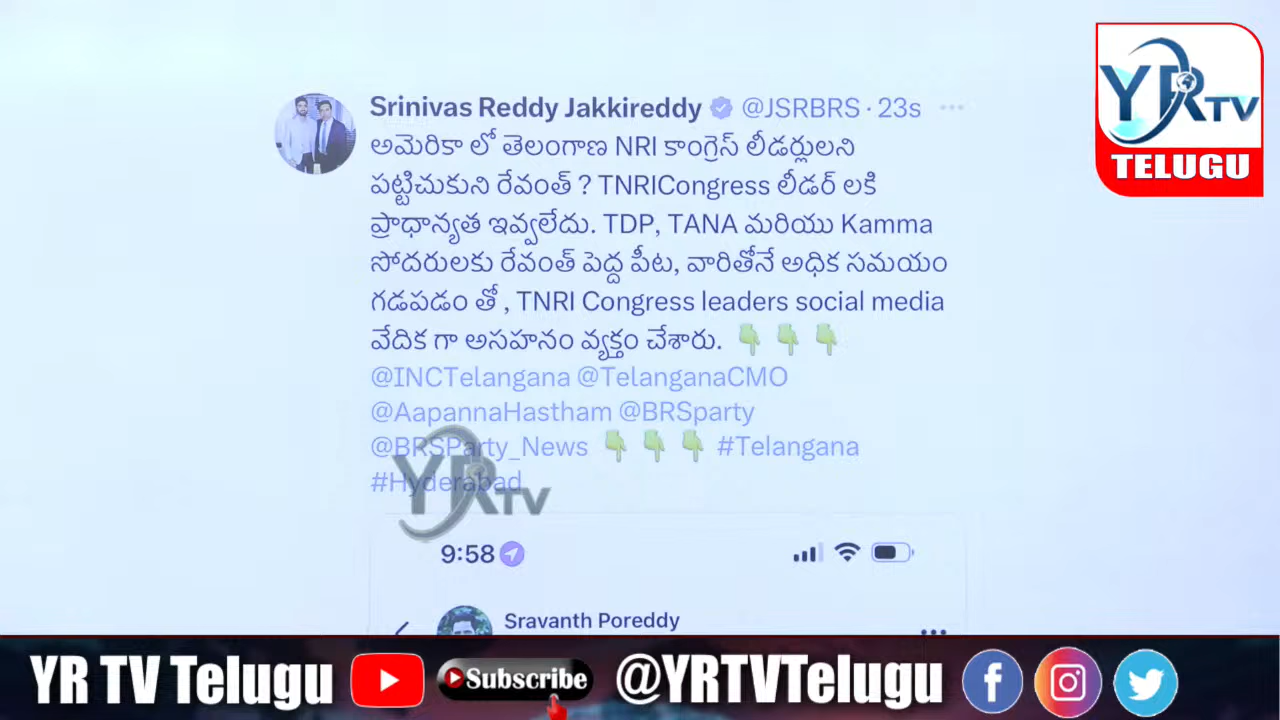 YRTV
TELUGU
Srinivas Reddy Jakkireddy @JSRBRS · 23s
అమెరికా లో తెలంగాణ NRI కాంగ్రెస్ లీడర్లులని
పట్టిచుకుని రేవంత్ ? TNRICongress లీడర్ లకి
ప్రాధాన్యత ఇవ్వలేదు. TDP, TANA మరియు Kamma
సోదరులకు రేవంత్ పెద్ద పీట, వారితోనే అధిక సమయం
గడపడం తో , TNRI Congress leaders social media
వేదిక గా అసహనం వ్యక్తం చేశారు. 👇 👇 👇
@INCTelangana @TelanganaCMO
@AapannaHastham @BRSparty
@BRSParty_News 👇 👇 👇 #Telangana
#Hyderabad
YRTV
9:58
Sravanth Poreddy
YR TV Telugu Subscribe @YRTVTelugu